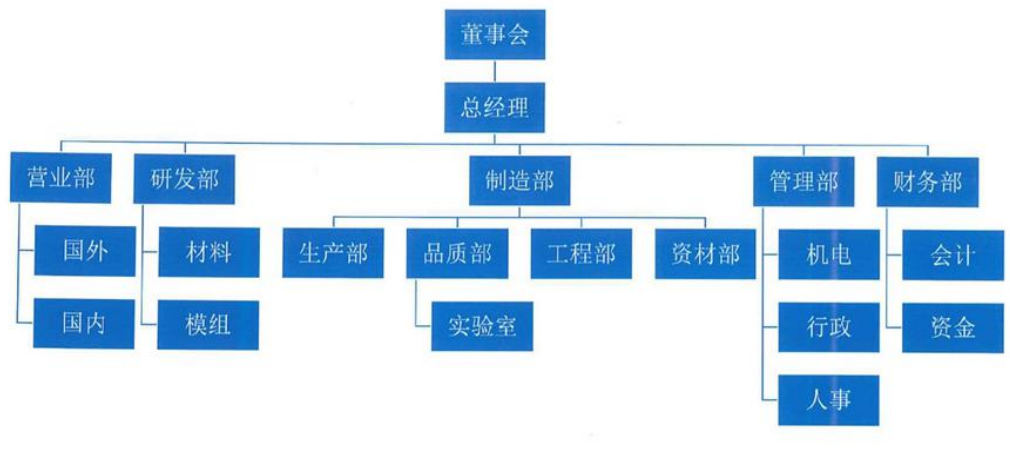 董事会
总经理
营业部
研发部
制造部
管理部
财务部
国外
材料
生产部
品质部
工程部
资材部
机电
会计
国内
模组
实验室
行政
资金
人事